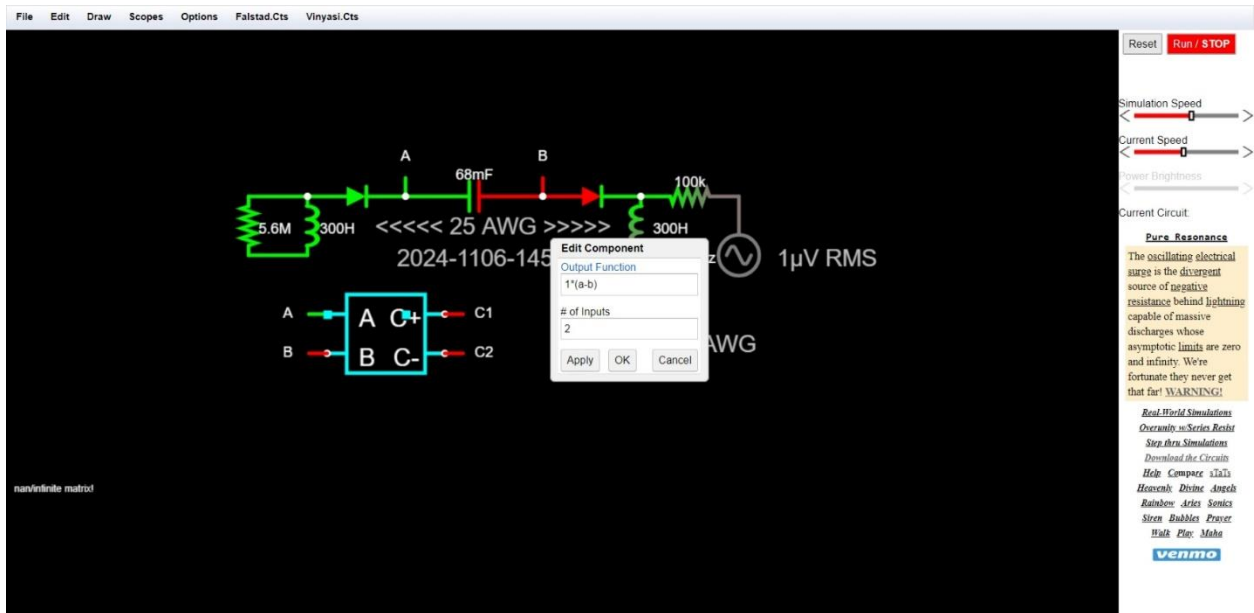 File Edit Draw Scopes Options Falstad.Cts Vinyasi.Cts
Reset Run / STOP
Simulation Speed
Current Speed
Power Brightness
Current Circuit:
Pure Resonance
The oscillating electrical
surge is the divergent
source of negative
resistance behind lightning
capable of massive
discharges whose
asymptotic limits are zero
and infinity. We're
fortunate they never get
that far! WARNING!
Real-World Simulations
Overunity w/Series Resist
Step thru Simulations
Download the Circuits
Help Compare sTaTs
Heavenly Divine Angels
Rainbow Aries Sonics
Siren Bubbles Prayer
Walk Play Maha
venmo
A B
68mF 100k
5.6M 300H <<<<< 25 AWG >>>>> 300H
2024-1106-145 z 1µV RMS
Edit Component
Output Function
1*(a-b)
# of Inputs
2
Apply OK Cancel
A A C+ C1
B B C- C2
AWG
nan/infinite matrix!